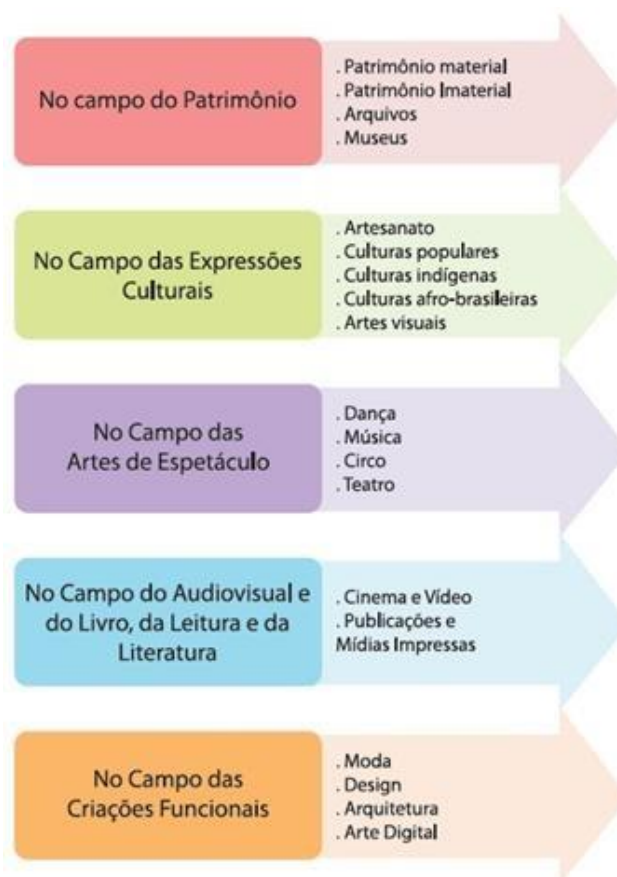 No campo do Patrimônio
. Patrimônio material
. Patrimônio Imaterial
. Arquivos
. Museus
No Campo das Expressões
Culturais
. Artesanato
. Culturas populares
. Culturas indígenas
. Culturas afro-brasileiras
. Artes visuais
No Campo das
Artes de Espetáculo
. Dança
. Música
. Circo
. Teatro
No Campo do Audiovisual e
do Livro, da Leitura e da
Literatura
. Cinema e Vídeo
. Publicações e
Mídias Impressas
No Campo das
Criações Funcionais
. Moda
. Design
. Arquitetura
. Arte Digital